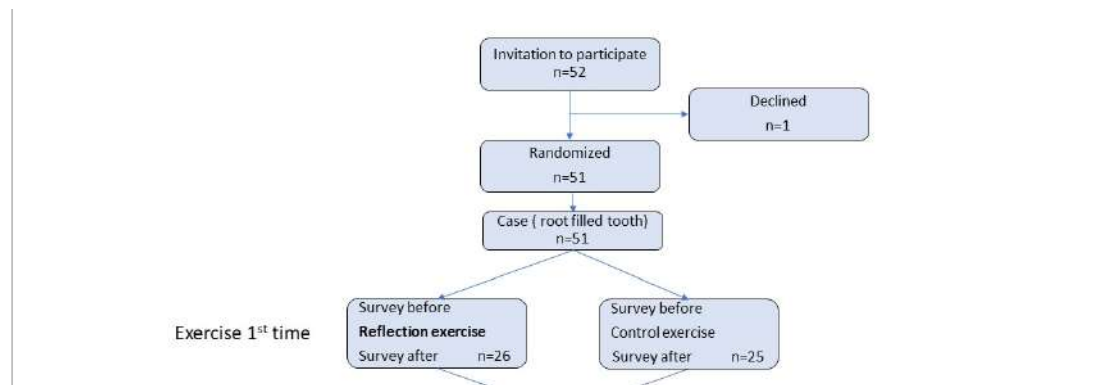 Invitation to participate
n=52
Declined
n=1
Randomized
n=51
Case ( root filled tooth)
n=51
Exercise 1st time
Survey before
Reflection exercise
Survey after n=26
Survey before
Control exercise
Survey after n=25